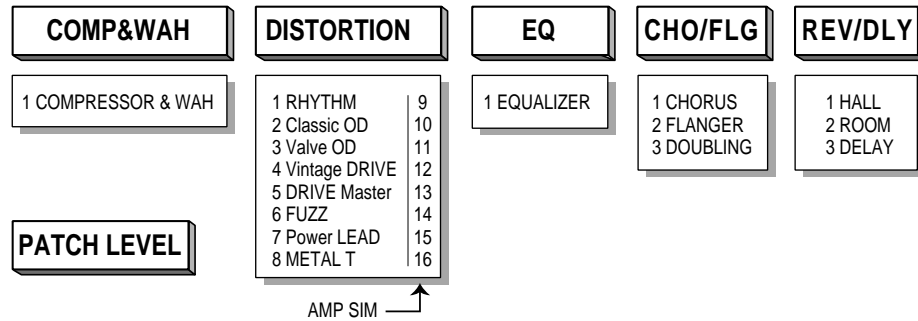 COMP&WAH
1 COMPRESSOR & WAH
DISTORTION
1 RHYTHM 9
2 Classic OD 10
3 Valve OD 11
4 Vintage DRIVE 12
5 DRIVE Master 13
6 FUZZ 14
7 Power LEAD 15
8 METAL T 16
AMP SIM
EQ
1 EQUALIZER
CHO/FLG
1 CHORUS
2 FLANGER
3 DOUBLING
REV/DLY
1 HALL
2 ROOM
3 DELAY
PATCH LEVEL